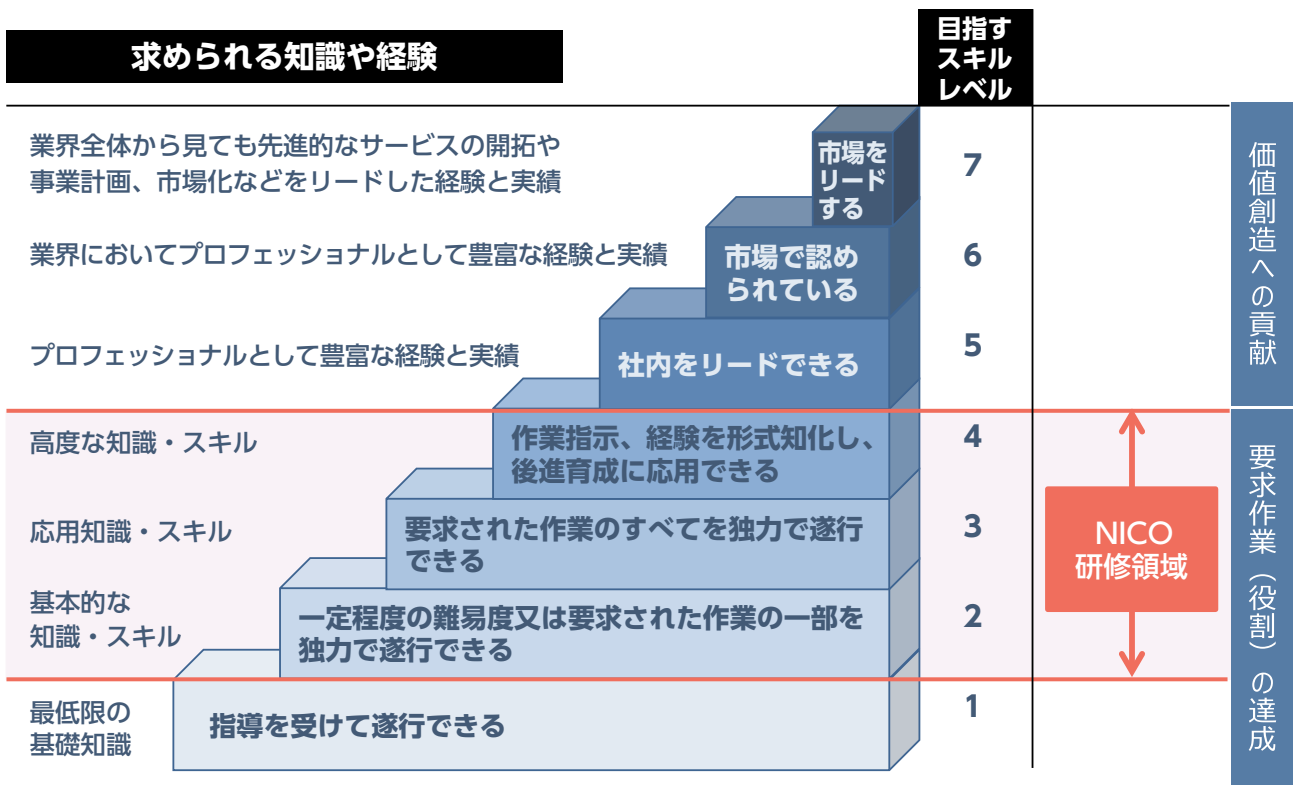 求められる知識や経験
目指す
スキル
レベル
業界全体から見ても先進的なサービスの開拓や
事業計画、市場化などをリードした経験と実績
市場を
リード
する
7
業界においてプロフェッショナルとして豊富な経験と実績
市場で認め
られている
6
プロフェッショナルとして豊富な経験と実績
社内をリードできる
5
価値創造への貢献
高度な知識・スキル
作業指示、経験を形式知化し、
後進育成に応用できる
4
応用知識・スキル
要求された作業のすべてを独力で遂行
できる
3
NICO
研修領域
基本的な
知識・スキル
一定程度の難易度又は要求された作業の一部を
独力で遂行できる
2
最低限の
基礎知識
指導を受けて遂行できる
1
要求作業（役割）の達成